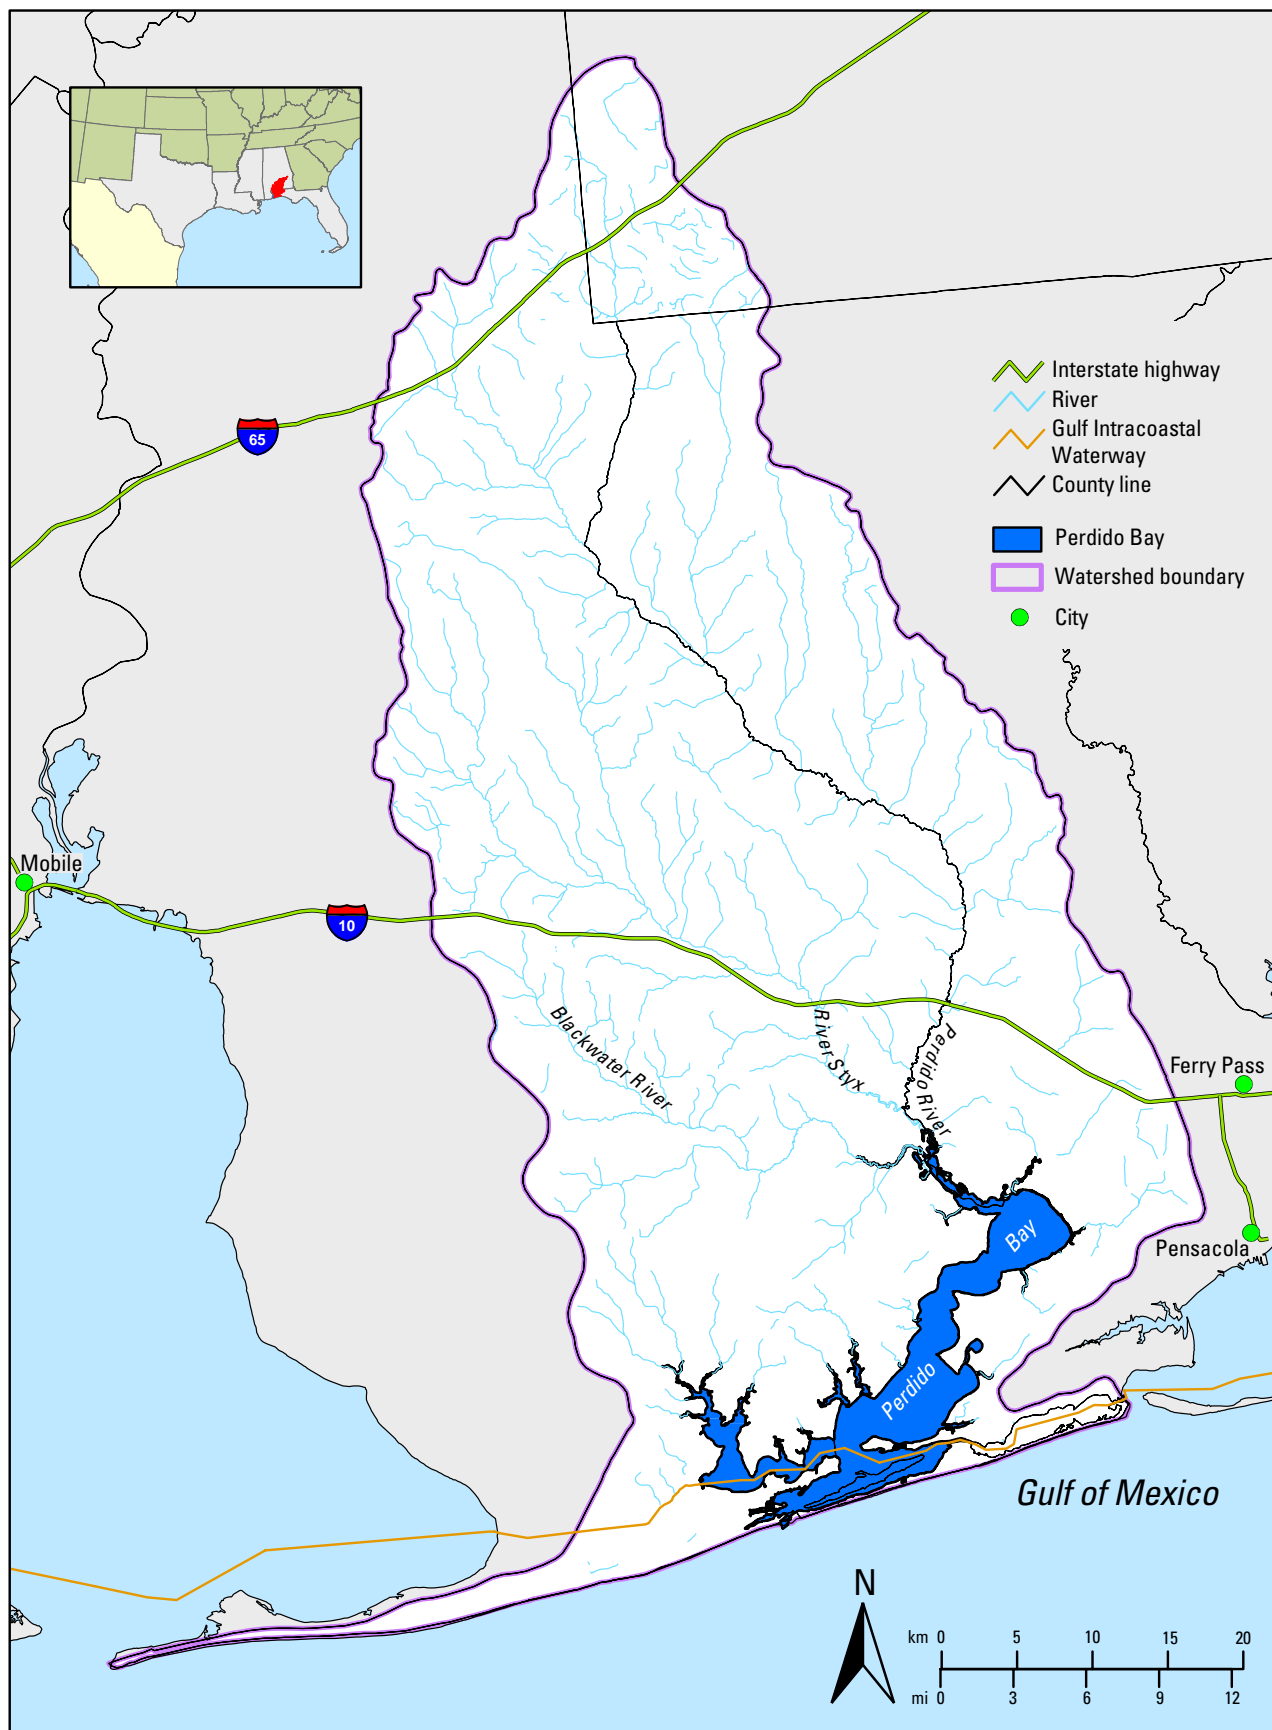 Interstate highway
River
Gulf Intracoastal
Waterway
County line
Perdido Bay
Watershed boundary
City
65
Mobile
10
Blackwater River
River Styx
Perdido River
Ferry Pass
Pensacola
Bay
Perdido
Gulf of Mexico
N
km 0 5 10 15 20
mi 0 3 6 9 12